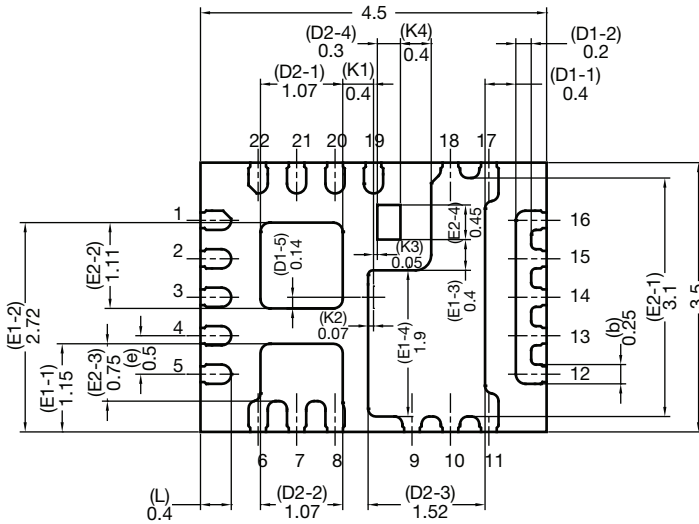 4.5
(D2-4)
0.3
(K4)
0.4
(D1-2)
0.2
(D2-1)
1.07
(K1)
0.4
(D1-1)
0.4
22 21 20 19 18 17
1
2
3
4
5
16
15
14
13
12
(E1-2)
2.72
(E2-2)
1.11
(D1-5)
0.14
(E2-4)
0.45
(K3)
0.05
(E1-3)
0.4
(K2)
0.07
(E1-4)
1.9
(b)
0.25
(E2-1)
3.1
3.5
(E1-1)
1.15
(E2-3)
0.75
(e)
0.5
6 7 8 9 10 11
(L)
0.4
(D2-2)
1.07
(D2-3)
1.52